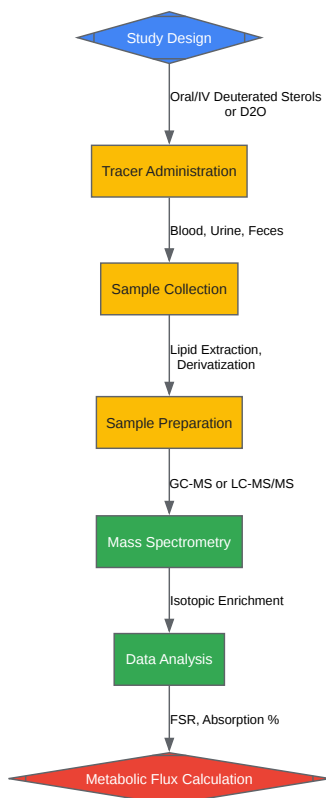 Study Design
Oral/IV Deuterated Sterols
or D2O
Tracer Administration
Blood, Urine, Feces
Sample Collection
Lipid Extraction,
Derivatization
Sample Preparation
GC-MS or LC-MS/MS
Mass Spectrometry
Isotopic Enrichment
Data Analysis
FSR, Absorption %
Metabolic Flux Calculation